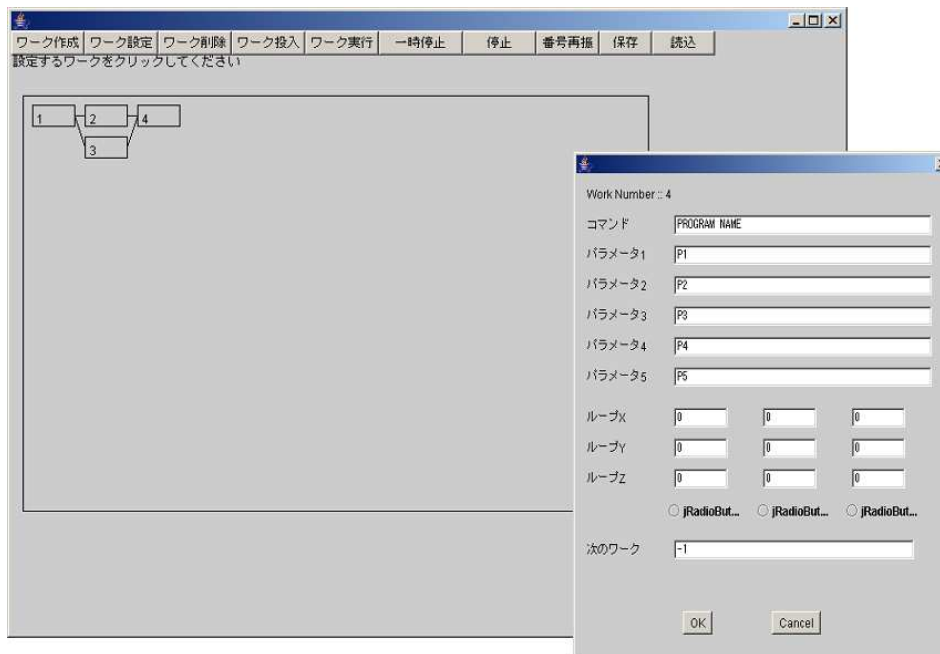 ワーク作成 ワーク設定 ワーク削除 ワーク投入 ワーク実行 一時停止 停止 番号再振 保存 読込
設定するワークをクリックしてください
1 2 4
3
Work Number :: 4
コマンド PROGRAM NAME
パラメータ1 P1
パラメータ2 P2
パラメータ3 P3
パラメータ4 P4
パラメータ5 P5
ループX 0 0 0
ループY 0 0 0
ループZ 0 0 0
jRadioBut... jRadioBut... jRadioBut...
次のワーク -1
OK Cancel